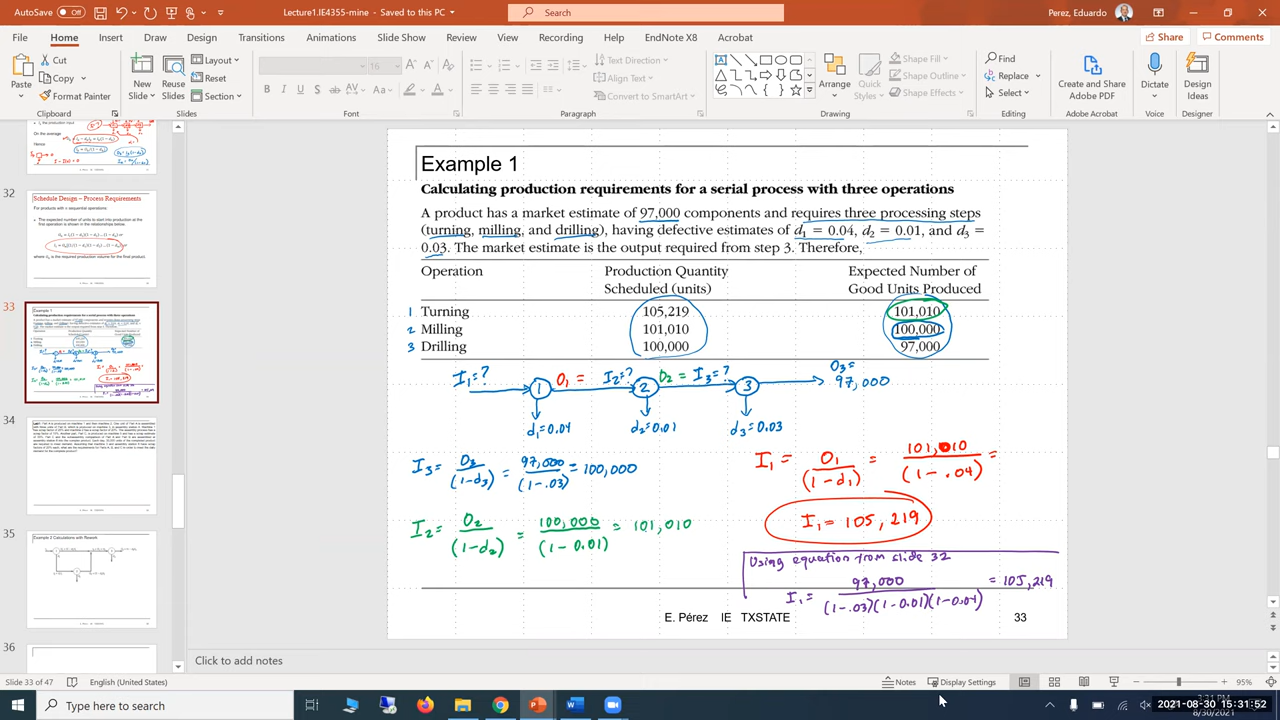 AutoSave Off Lecture1.IE4355-mine - Saved to this PC Search Perez, Eduardo
File Home Insert Draw Design Transitions Animations Slide Show Review View Recording Help EndNote X8 Acrobat Share Comments
Paste Cut Copy Format Painter New Slide Reuse Slides Layout Reset Section 16 Text Direction Align Text Convert to SmartArt Arrange Quick Styles Shape Fill Shape Outline Shape Effects Find Replace Select Create and Share Adobe PDF Dictate Design Ideas
Clipboard Slides Font Paragraph Drawing Editing Adobe Acrobat Voice Designer
32
Schedule Design – Process Requirements
33
34
35
Example 2 Calculations with Rework
36
Example 1
Calculating production requirements for a serial process with three operations
A product has a market estimate of 97,000 components and requires three processing steps
(turning, milling, and drilling), having defective estimates of d1 = 0.04, d2 = 0.01, and d3 =
0.03. The market estimate is the output required from step 3. Therefore,
Operation Production Quantity Scheduled (units) Expected Number of Good Units Produced
1 Turning 105,219 101,010
2 Milling 101,010 100,000
3 Drilling 100,000 97,000
I1=? 1 O1 = I2=? 2 O2 = I3=? 3 O3= 97,000
d1=0.04 d2=0.01 d3=0.03
I3= O3/(1-d3) = 97,000/(1-.03) = 100,000
I2= O2/(1-d2) = 100,000/(1-0.01) = 101,010
I1 = O1/(1-d1) = 101,010/(1-.04) =
I1 = 105,219
Using equation from slide 32
I1 = 97,000/(1-.03)(1-0.01)(1-0.04) = 105,219
E. Pérez IE TXSTATE 33
Click to add notes
Slide 33 of 47 English (United States) Notes Display Settings 95%
Type here to search 2021-08-30 15:31:52
8/30/2021